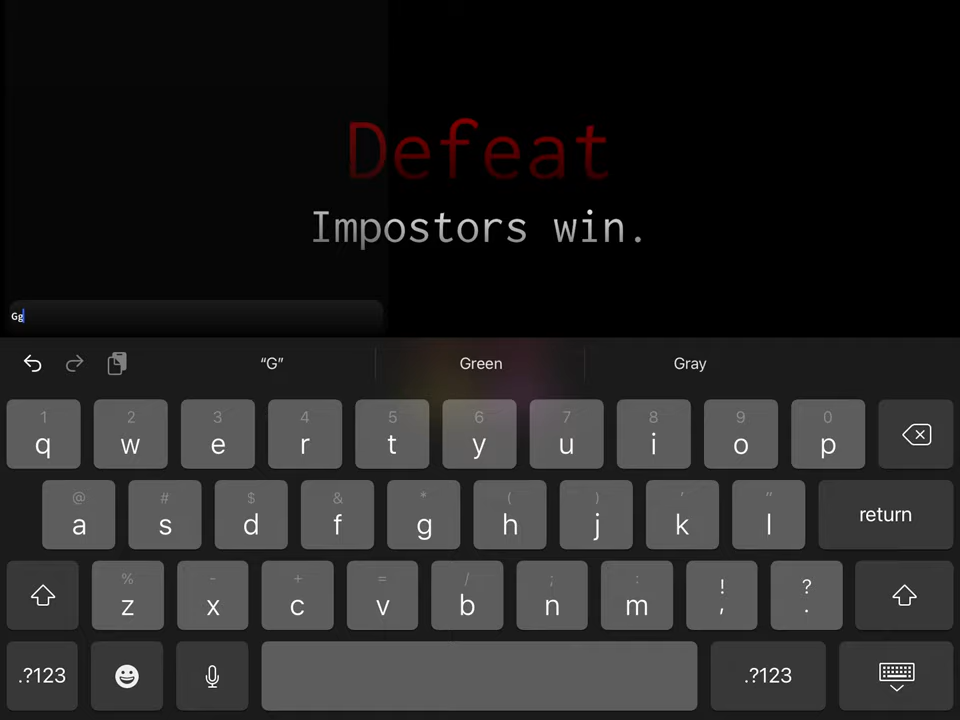 Defeat
Impostors win.
Gg
“G” Green Gray
1 2 3 4 5 6 7 8 9 0
q w e r t y u i o p
@ # $ & * ( ) ' "
a s d f g h j k l return
% - + = / ; : ! ?
z x c v b n m , .
.?123 .?123